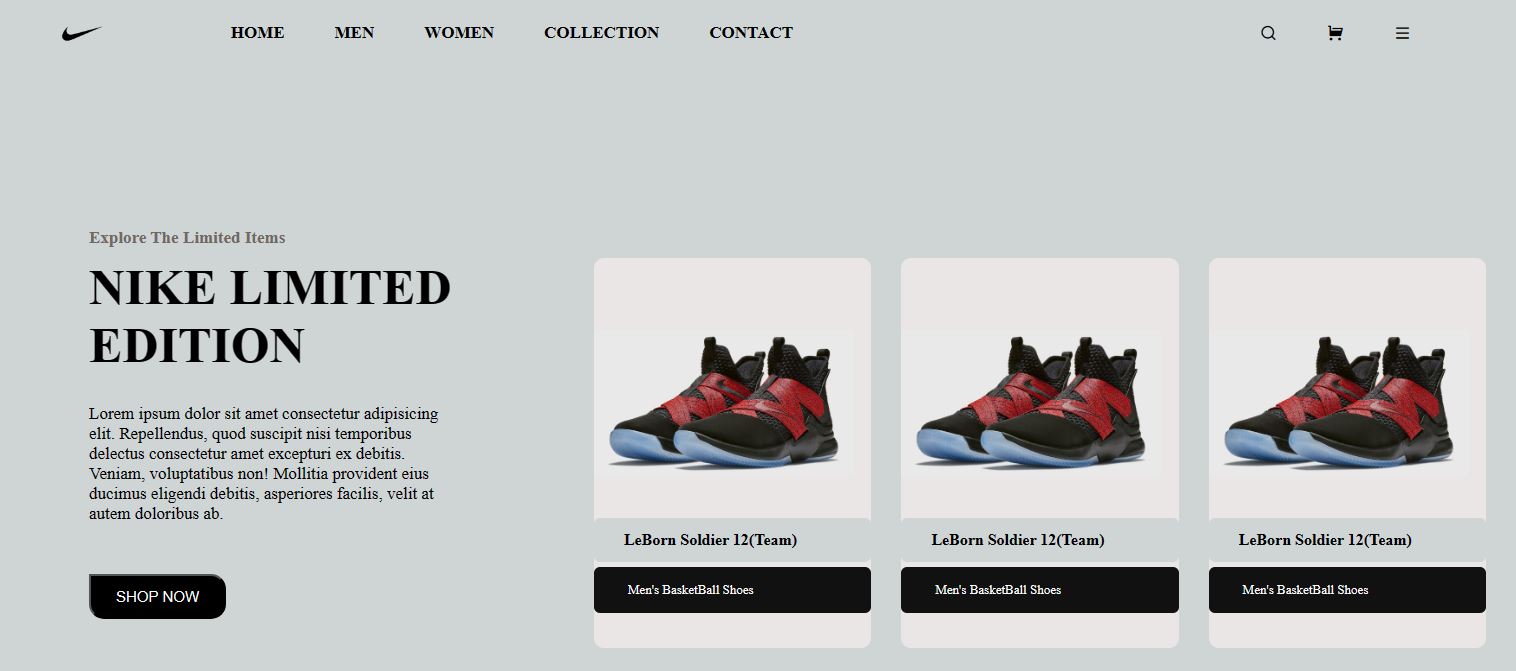 HOME MEN WOMEN COLLECTION CONTACT
Explore The Limited Items
NIKE LIMITED
EDITION
Lorem ipsum dolor sit amet consectetur adipisicing
elit. Repellendus, quod suscipit nisi temporibus
delectus consectetur amet excepturi ex debitis.
Veniam, voluptatibus non! Mollitia provident eius
ducimus eligendi debitis, asperiores facilis, velit at
autem doloribus ab.
SHOP NOW
LeBorn Soldier 12(Team)
Men's BasketBall Shoes
LeBorn Soldier 12(Team)
Men's BasketBall Shoes
LeBorn Soldier 12(Team)
Men's BasketBall Shoes